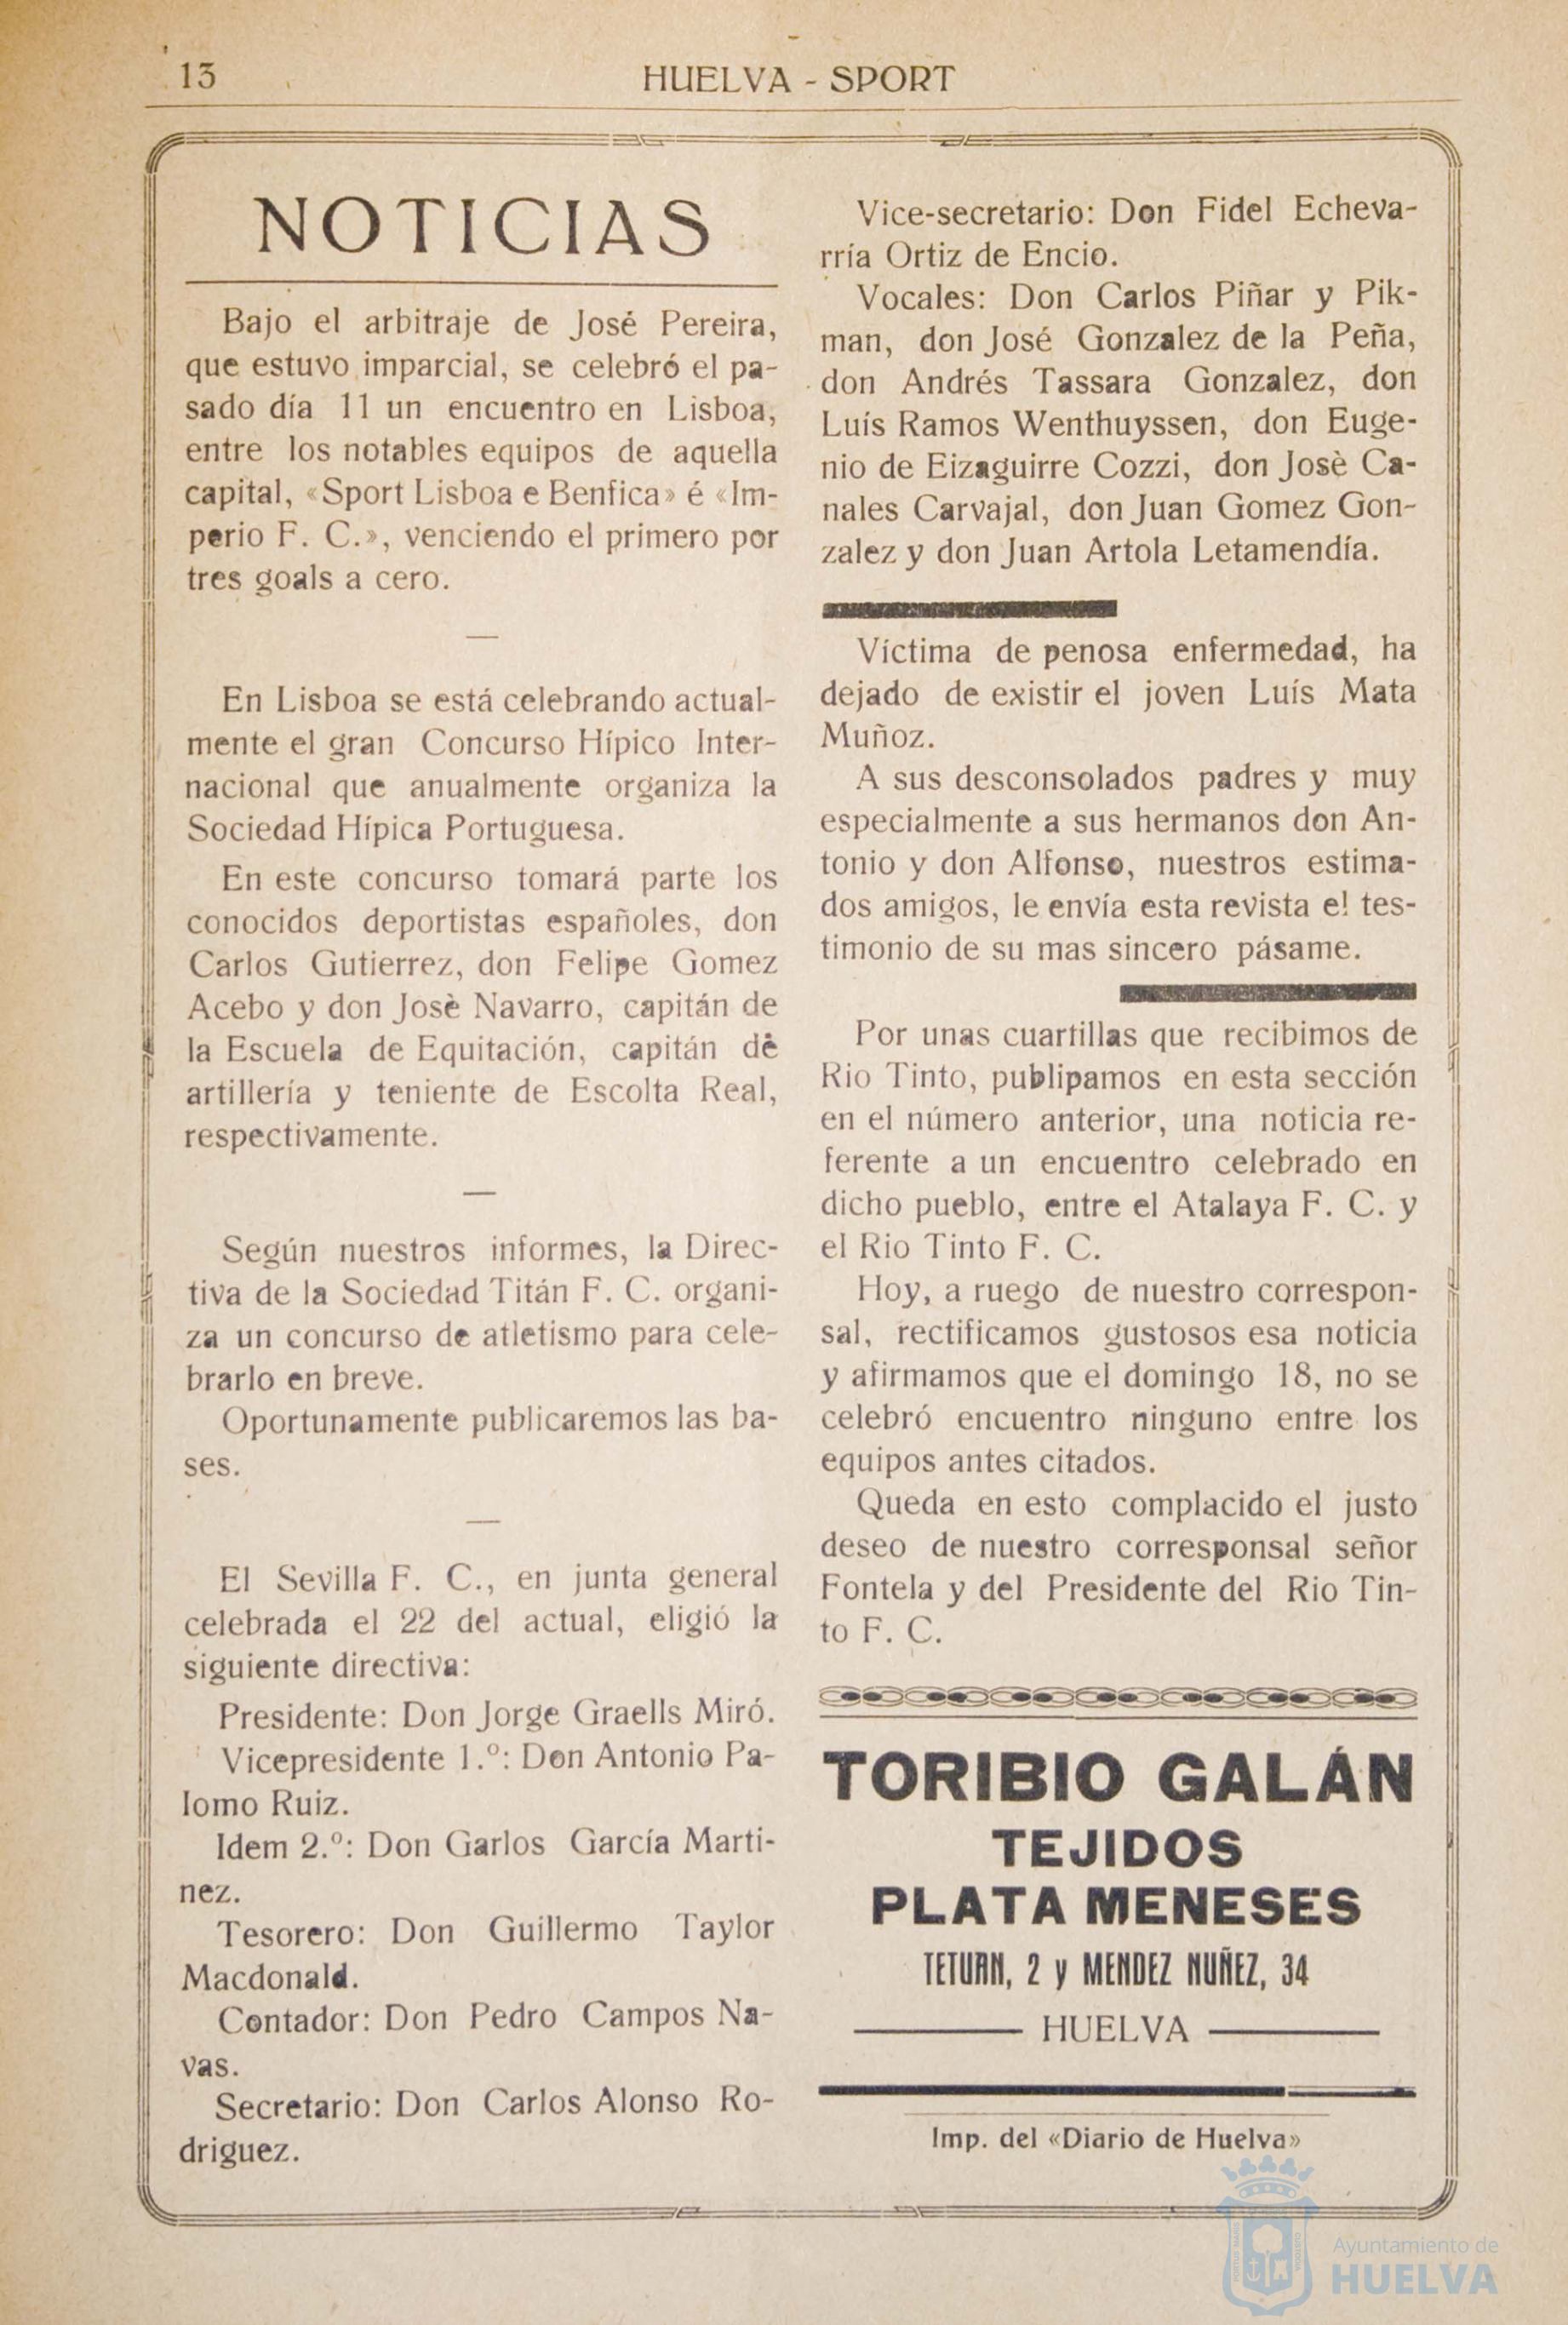 13
HUELVA - SPORT
NOTICIAS
Bajo el arbitraje de José Pereira,
que estuvo imparcial, se celebró el pa-
sado día 11 un encuentro en Lisboa,
entre los notables equipos de aquella
capital, «Sport Lisboa e Benfica» é «Im-
perio F. C.», venciendo el primero por
tres goals a cero.
En Lisboa se está celebrando actual-
mente el gran Concurso Hípico Inter-
nacional que anualmente organiza la
Sociedad Hípica Portuguesa.
En este concurso tomará parte los
conocidos deportistas españoles, don
Carlos Gutierrez, don Felipe Gomez
Acebo y don Josè Navarro, capitán de
la Escuela de Equitación, capitán dè
artillería y teniente de Escolta Real,
respectivamente.
Según nuestros informes, la Direc-
tiva de la Sociedad Titán F. C. organi-
za un concurso de atletismo para cele-
brarlo en breve.
Oportunamente publicaremos las ba-
ses.
El Sevilla F. C., en junta general
celebrada el 22 del actual, eligió la
siguiente directiva:
Presidente: Don Jorge Graells Miró.
Vicepresidente 1.º: Don Antonio Pa-
lomo Ruiz.
Idem 2.º: Don Garlos García Marti-
nez.
Tesorero: Don Guillermo Taylor
Macdonald.
Contador: Don Pedro Campos Na-
vas.
Secretario: Don Carlos Alonso Ro-
driguez.
Vice-secretario: Don Fidel Echeva-
rría Ortiz de Encio.
Vocales: Don Carlos Piñar y Pik-
man, don José Gonzalez de la Peña,
don Andrés Tassara Gonzalez, don
Luís Ramos Wenthuyssen, don Euge-
nio de Eizaguirre Cozzi, don Josè Ca-
nales Carvajal, don Juan Gomez Gon-
zalez y don Juan Artola Letamendía.
Víctima de penosa enfermedad, ha
dejado de existir el joven Luís Mata
Muñoz.
A sus desconsolados padres y muy
especialmente a sus hermanos don An-
tonio y don Alfonso, nuestros estima-
dos amigos, le envía esta revista e! tes-
timonio de su mas sincero pásame.
Por unas cuartillas que recibimos de
Rio Tinto, publipamos en esta sección
en el número anterior, una noticia re-
ferente a un encuentro celebrado en
dicho pueblo, entre el Atalaya F. C. y
el Rio Tinto F. C.
Hoy, a ruego de nuestro correspon-
sal, rectificamos gustosos esa noticia
y afirmamos que el domingo 18, no se
celebró encuentro ninguno entre los
equipos antes citados.
Queda en esto complacido el justo
deseo de nuestro corresponsal señor
Fontela y del Presidente del Rio Tin-
to F. C.
TORIBIO GALÁN
TEJIDOS
PLATA MENESES
TETUAN, 2 y MENDEZ NUÑEZ, 34
HUELVA
Imp. del «Diario de Huelva»
Ayuntamiento de
HUELVA